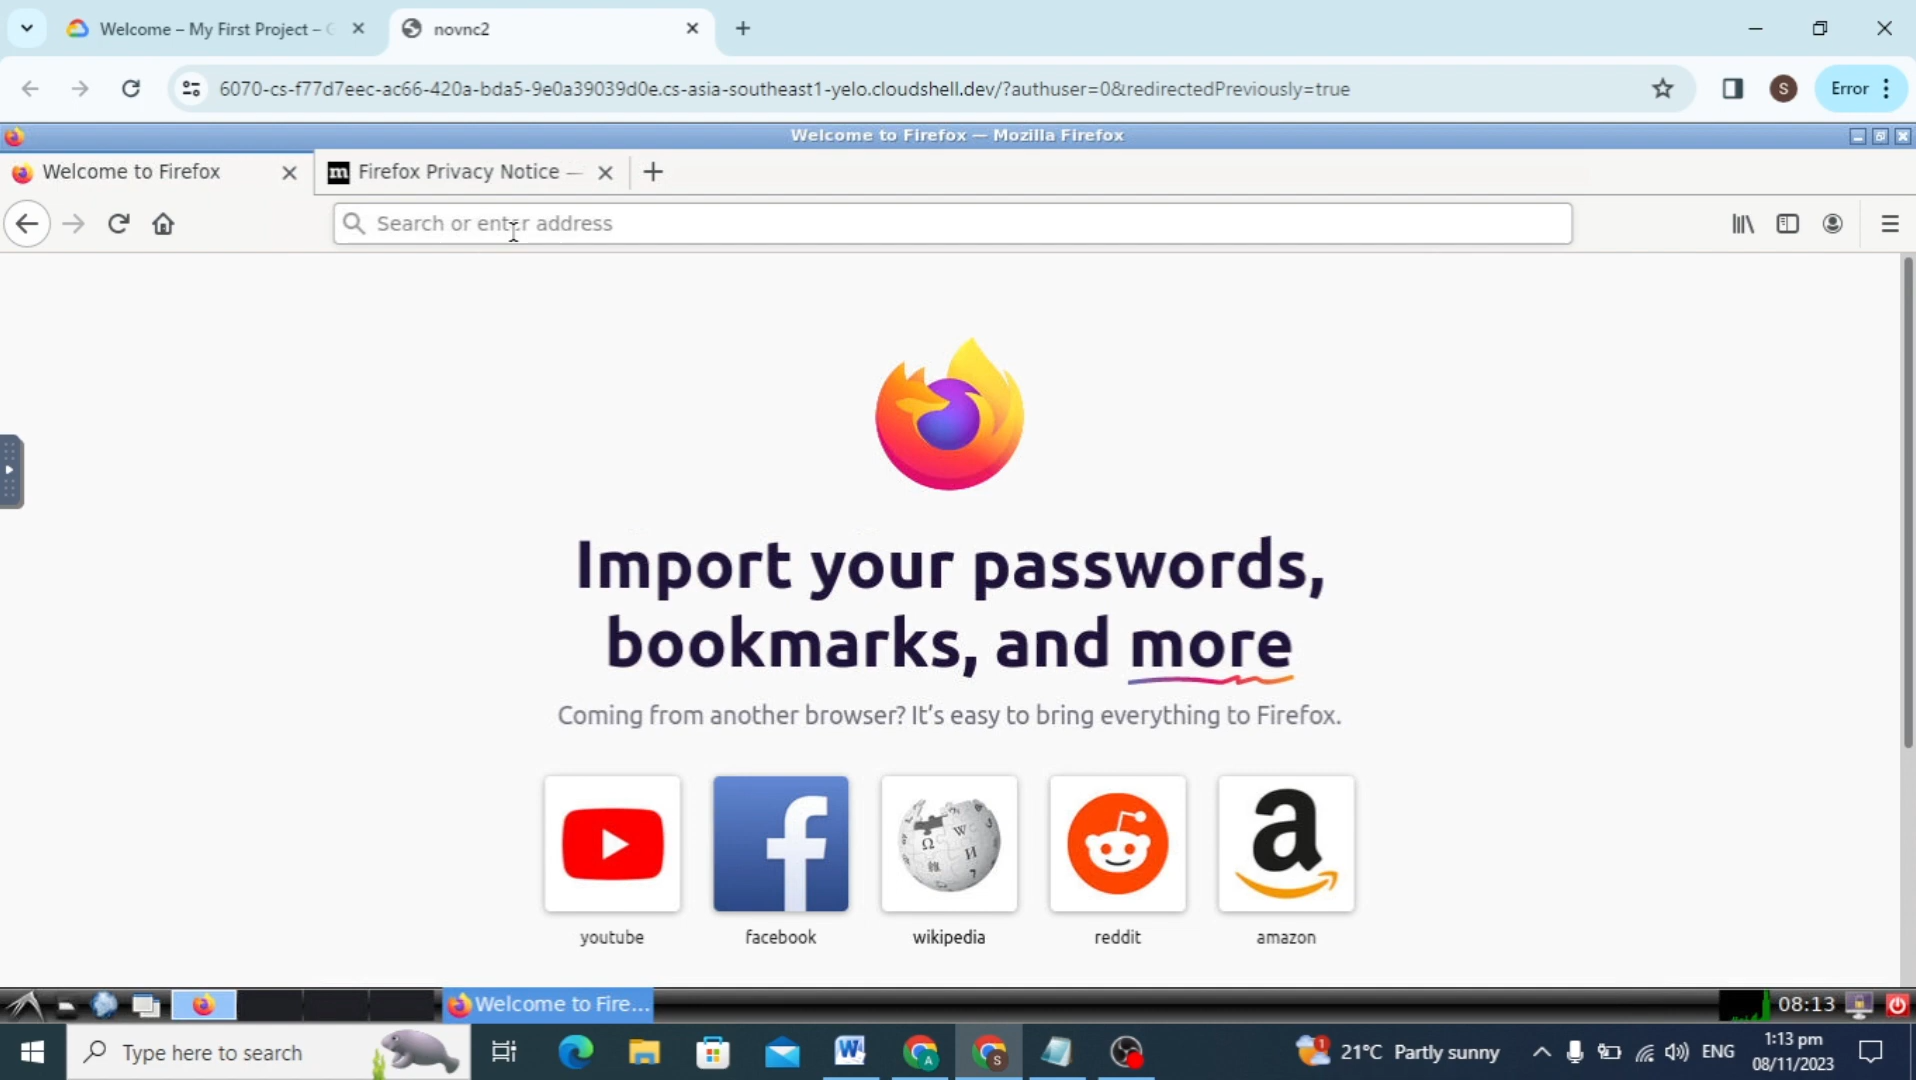 Welcome – My First Project – G
novnc2
6070-cs-f77d7eec-ac66-420a-bda5-9e0a39039d0e.cs-asia-southeast1-yelo.cloudshell.dev/?authuser=0&redirectedPreviously=true
S
Error
Welcome to Firefox — Mozilla Firefox
Welcome to Firefox
m
Firefox Privacy Notice —
Search or enter address
Import your passwords,
bookmarks, and more
Coming from another browser? It's easy to bring everything to Firefox.
youtube
facebook
wikipedia
reddit
amazon
Welcome to Fire...
08:13
Type here to search
21°C Partly sunny
ENG
1:13 pm
08/11/2023